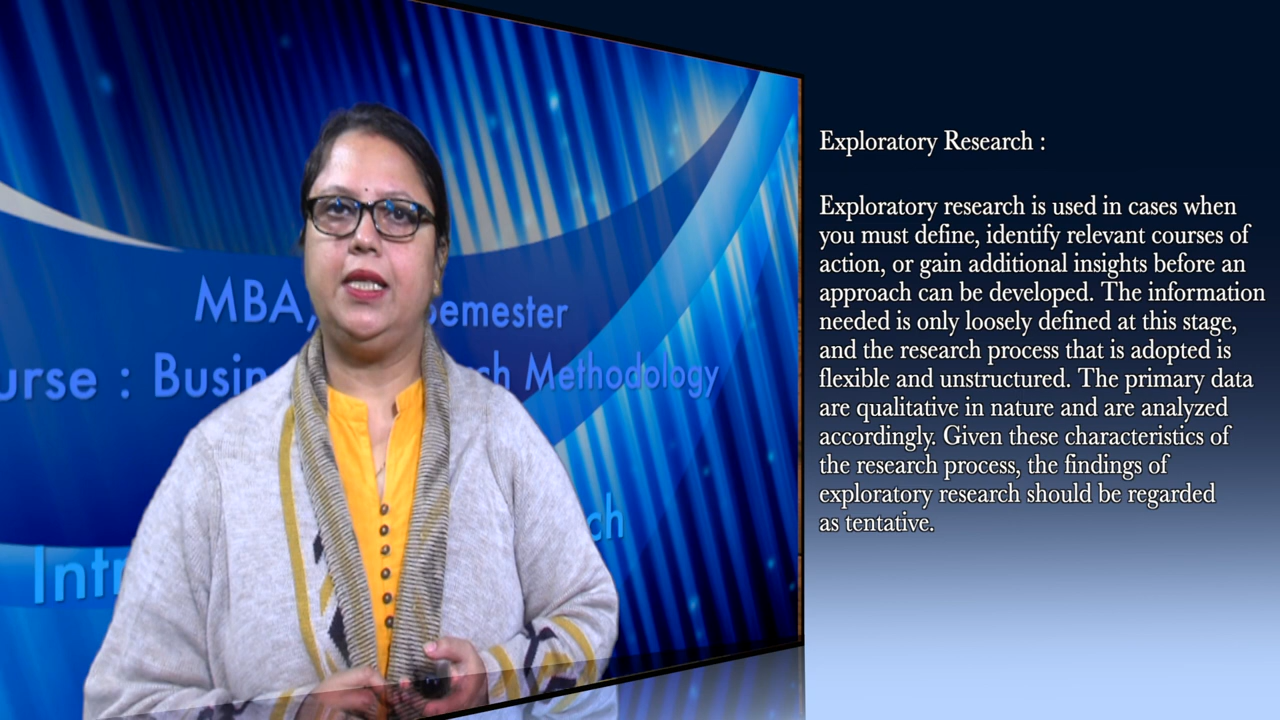 MBA, Semester
Course : Business Research Methodology
Exploratory Research :
Exploratory research is used in cases when
you must define, identify relevant courses of
action, or gain additional insights before an
approach can be developed. The information
needed is only loosely defined at this stage,
and the research process that is adopted is
flexible and unstructured. The primary data
are qualitative in nature and are analyzed
accordingly. Given these characteristics of
the research process, the findings of
exploratory research should be regarded
as tentative.